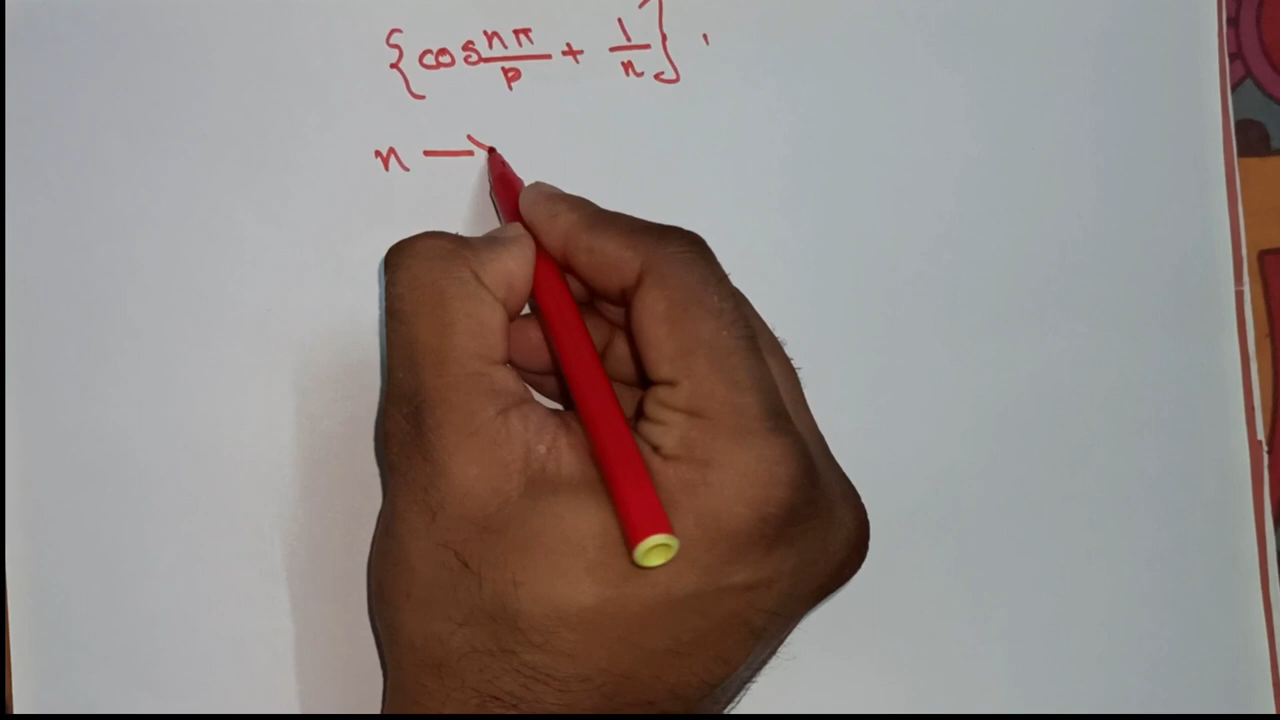 {cos nπ/p + 1/n}.
n →